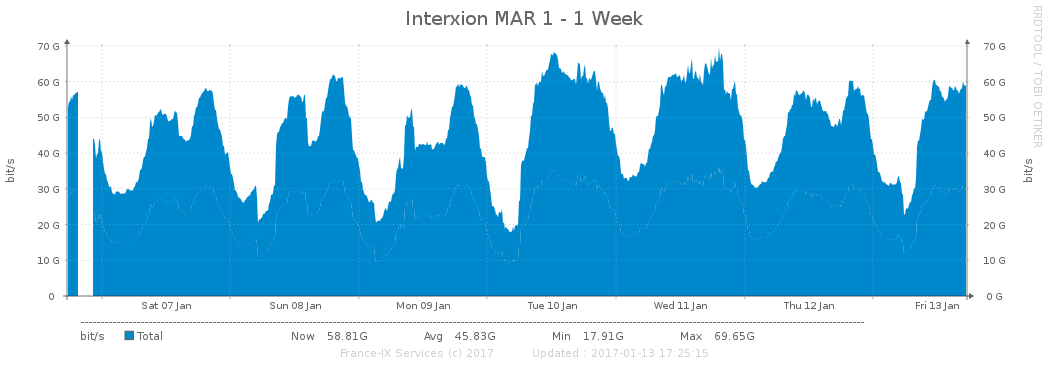 Interxion MAR 1 - 1 Week
RRDTOOL / TOBI OETIKER
bit/s
70 G 70 G
60 G 60 G
50 G 50 G
40 G 40 G
30 G 30 G
20 G 20 G
10 G 10 G
0 0 G
bit/s
Sat 07 Jan Sun 08 Jan Mon 09 Jan Tue 10 Jan Wed 11 Jan Thu 12 Jan Fri 13 Jan
bit/s Total Now 58.81G Avg 45.83G Min 17.91G Max 69.65G
France-IX Services (c) 2017 Updated : 2017-01-13 17:25:15